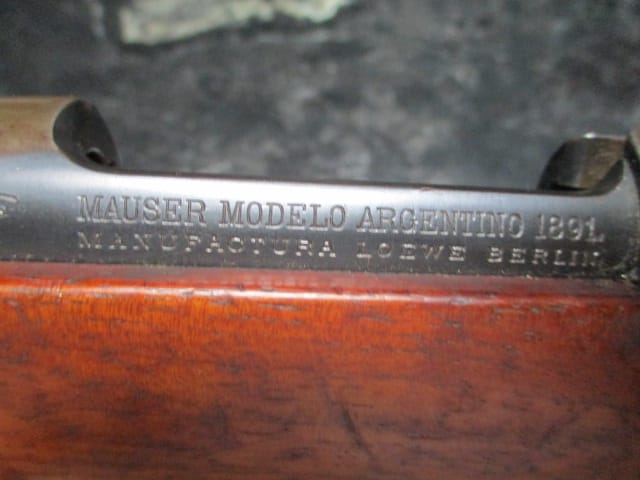 MAUSER MODELO ARGENTINO 1891
MANUFACTURA LOEWE BERLIN